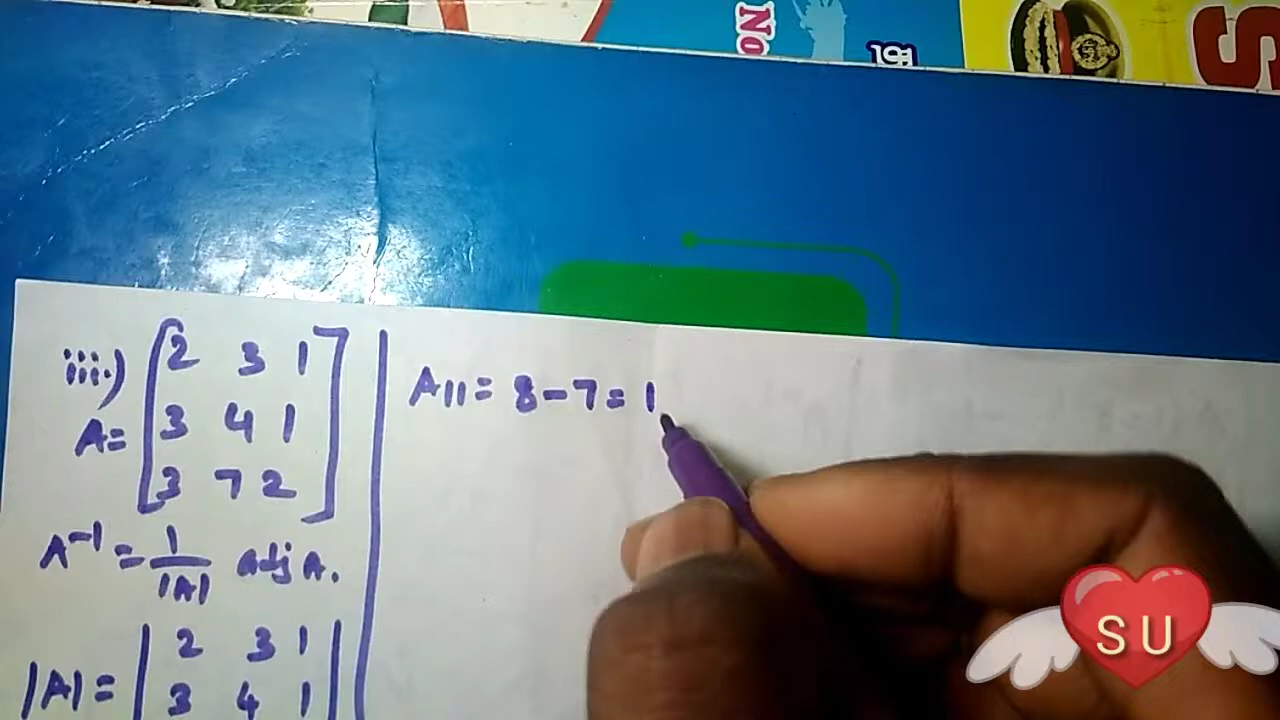 No
S
iii.)
A = [2 3 1
3 4 1
3 7 2]
A⁻¹ = 1/|A| adj A.
|A| = | 2 3 1 |
3 4 1
A11 = 8 - 7 = 1
S U